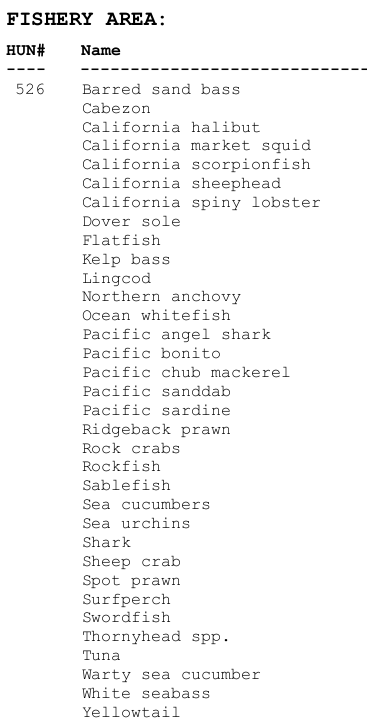 FISHERY AREA:
HUN# Name
---- -----------------------------
526 Barred sand bass
Cabezon
California halibut
California market squid
California scorpionfish
California sheephead
California spiny lobster
Dover sole
Flatfish
Kelp bass
Lingcod
Northern anchovy
Ocean whitefish
Pacific angel shark
Pacific bonito
Pacific chub mackerel
Pacific sanddab
Pacific sardine
Ridgeback prawn
Rock crabs
Rockfish
Sablefish
Sea cucumbers
Sea urchins
Shark
Sheep crab
Spot prawn
Surfperch
Swordfish
Thornyhead spp.
Tuna
Warty sea cucumber
White seabass
Yellowtail